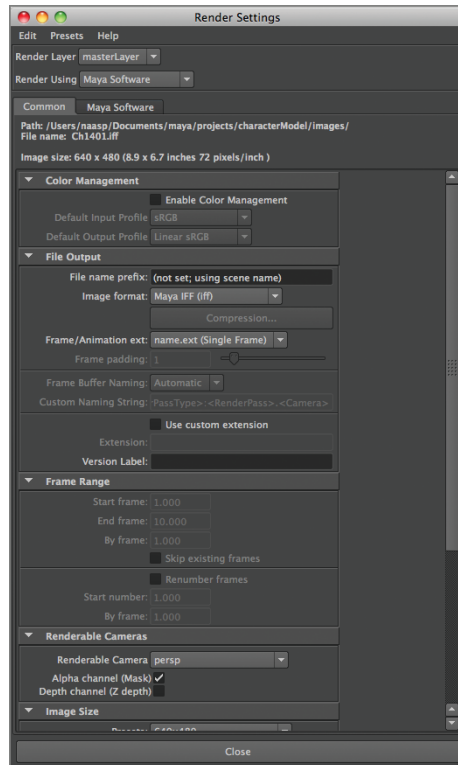 Render Settings
Edit Presets Help
Render Layer masterLayer
Render Using Maya Software
Common Maya Software
Path: /Users/naasp/Documents/maya/projects/characterModel/images/
File name: Ch1401.iff
Image size: 640 x 480 (8.9 x 6.7 inches 72 pixels/inch )
Color Management
Enable Color Management
Default Input Profile sRGB
Default Output Profile Linear sRGB
File Output
File name prefix: (not set; using scene name)
Image format: Maya IFF (iff)
Compression...
Frame/Animation ext: name.ext (Single Frame)
Frame padding: 1
Frame Buffer Naming: Automatic
Custom Naming String: PassType>:<RenderPass>.<Camera>
Use custom extension
Extension:
Version Label:
Frame Range
Start frame: 1.000
End frame: 10.000
By frame: 1.000
Skip existing frames
Renumber frames
Start number: 1.000
By frame: 1.000
Renderable Cameras
Renderable Camera persp
Alpha channel (Mask)
Depth channel (Z depth)
Image Size
Presets: 640x480
Close